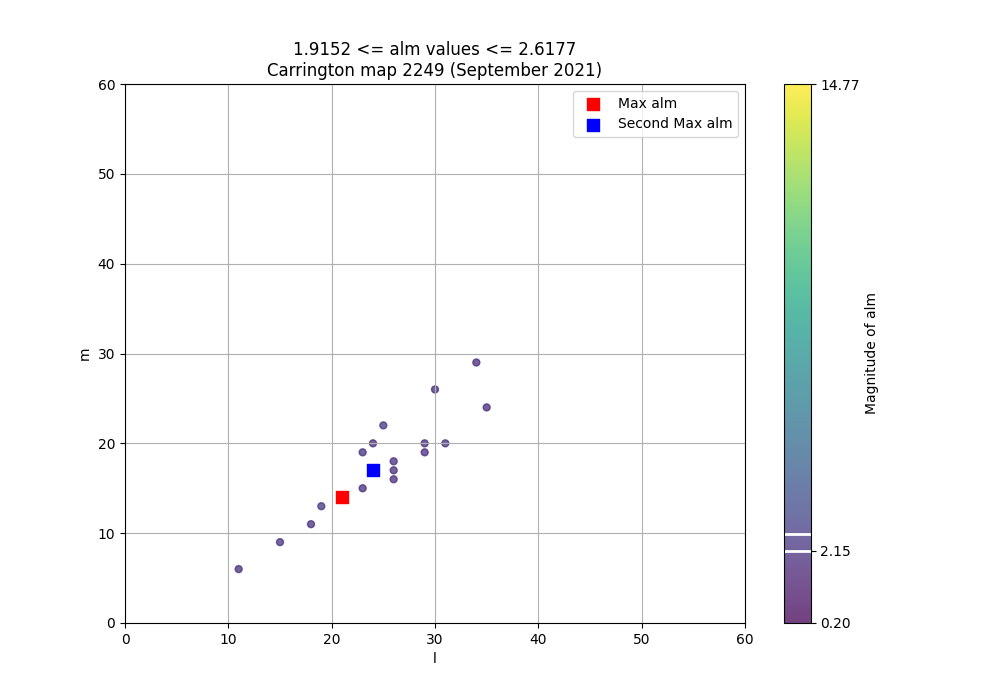 1.9152 <= alm values <= 2.6177
Carrington map 2249 (September 2021)
Max alm
Second Max alm
60
50
40
30
20
10
0
m
0 10 20 30 40 50 60
l
14.77
2.15
0.20
Magnitude of alm